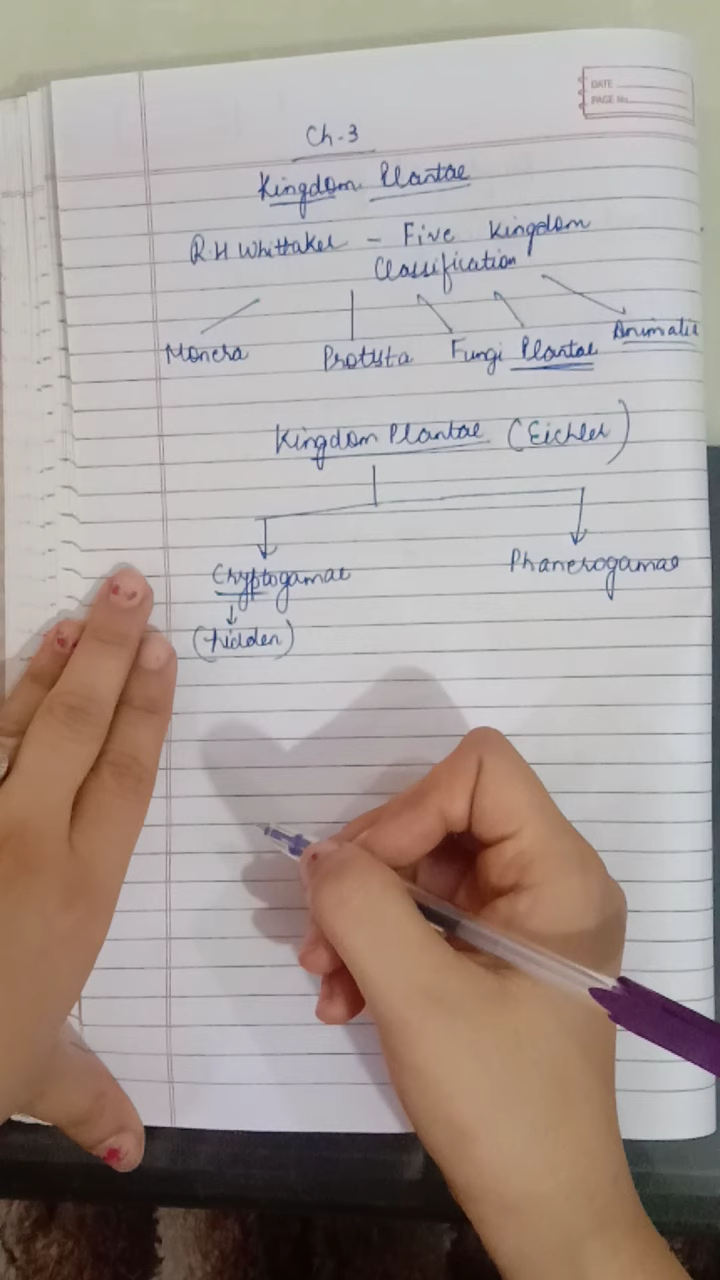 DATE
PAGE No.
Ch-3
Kingdom Plantae
R.H Whittaker - Five Kingdom
Classification
Monera Protista Fungi Plantae Animalia
Kingdom Plantae (Eichler)
Cryptogamae Phanerogamae
(hidden)